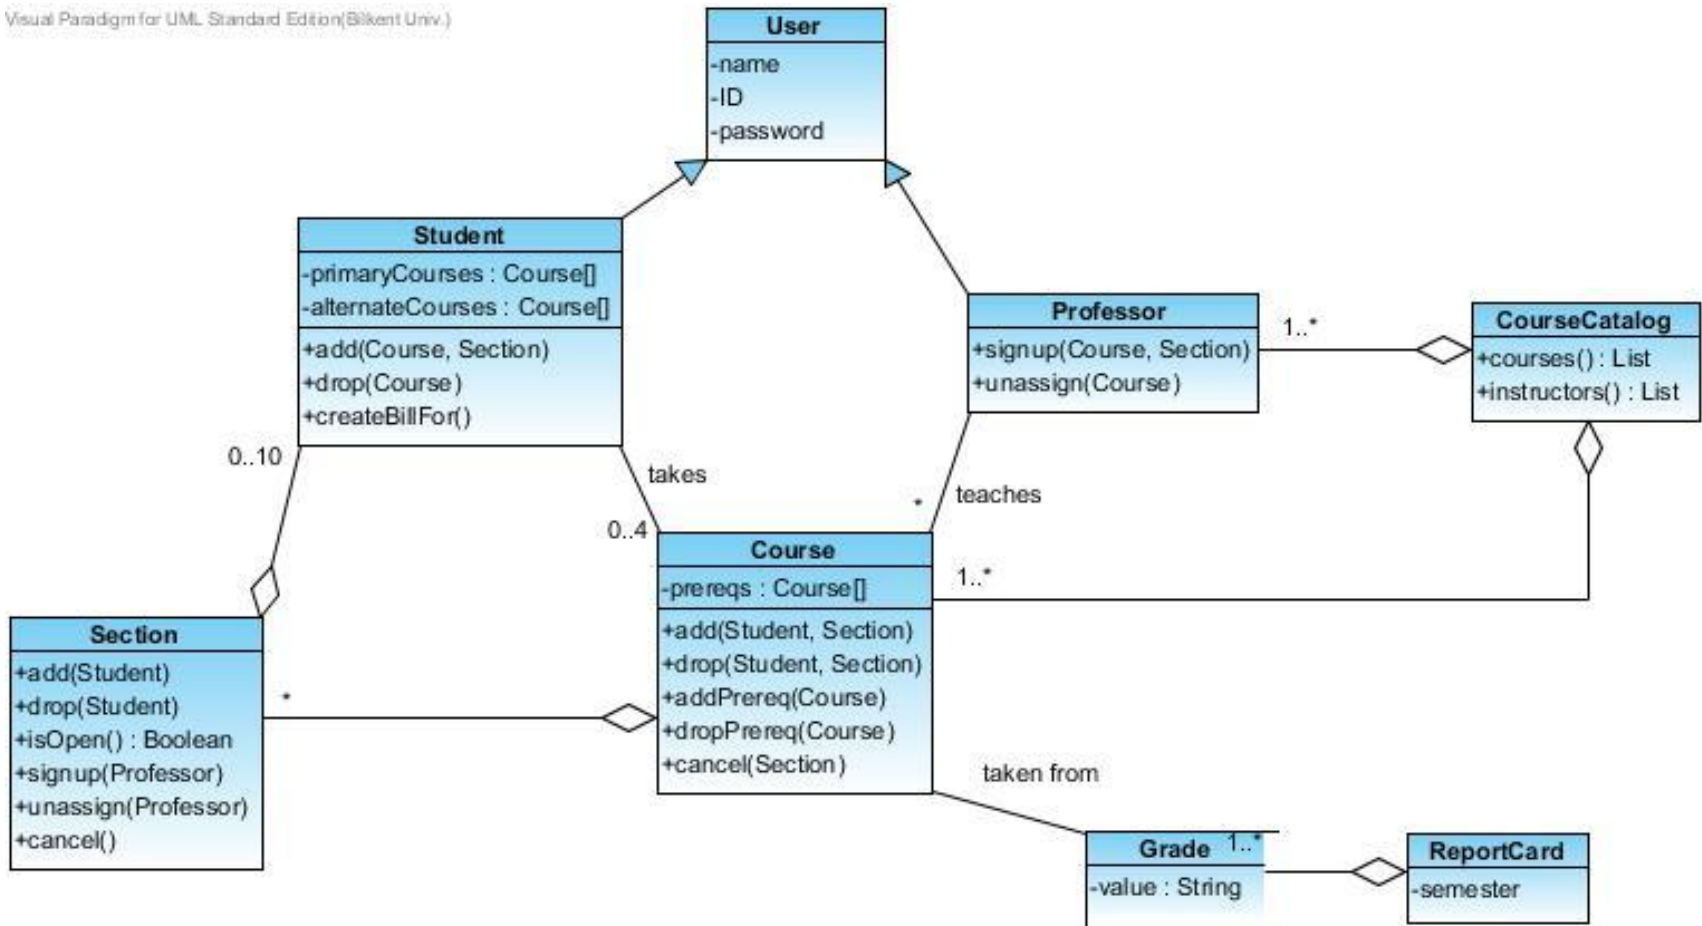 Visual Paradigm for UML Standard Edition(Bilkent Univ.)
User
-name
-ID
-password
Student
-primaryCourses : Course[]
-alternateCourses : Course[]
+add(Course, Section)
+drop(Course)
+createBillFor()
Professor
+signup(Course, Section)
+unassign(Course)
1..*
CourseCatalog
+courses() : List
+instructors() : List
0..10
takes
0..4
*
teaches
Course
-prereqs : Course[]
+add(Student, Section)
+drop(Student, Section)
+addPrereq(Course)
+dropPrereq(Course)
+cancel(Section)
1..*
Section
+add(Student)
+drop(Student)
+isOpen() : Boolean
+signup(Professor)
+unassign(Professor)
+cancel()
*
taken from
Grade
-value : String
1..*
ReportCard
-semester